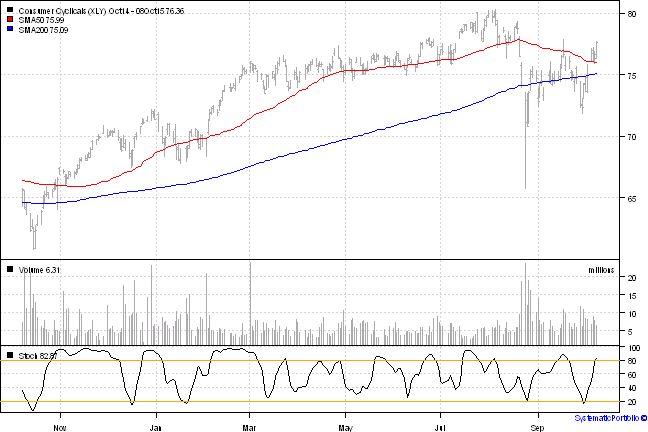 Consumer Cyclicals (XLY) Oct14 - 08Oct15 76.36
SMA50 75.99
SMA200 75.09
80
75
70
65
Volume 6.31
millions
20
15
10
5
Stoch 82.67
100
80
60
40
20
Nov Jan Mar May Jul Sep
SystematicPortfolio ©